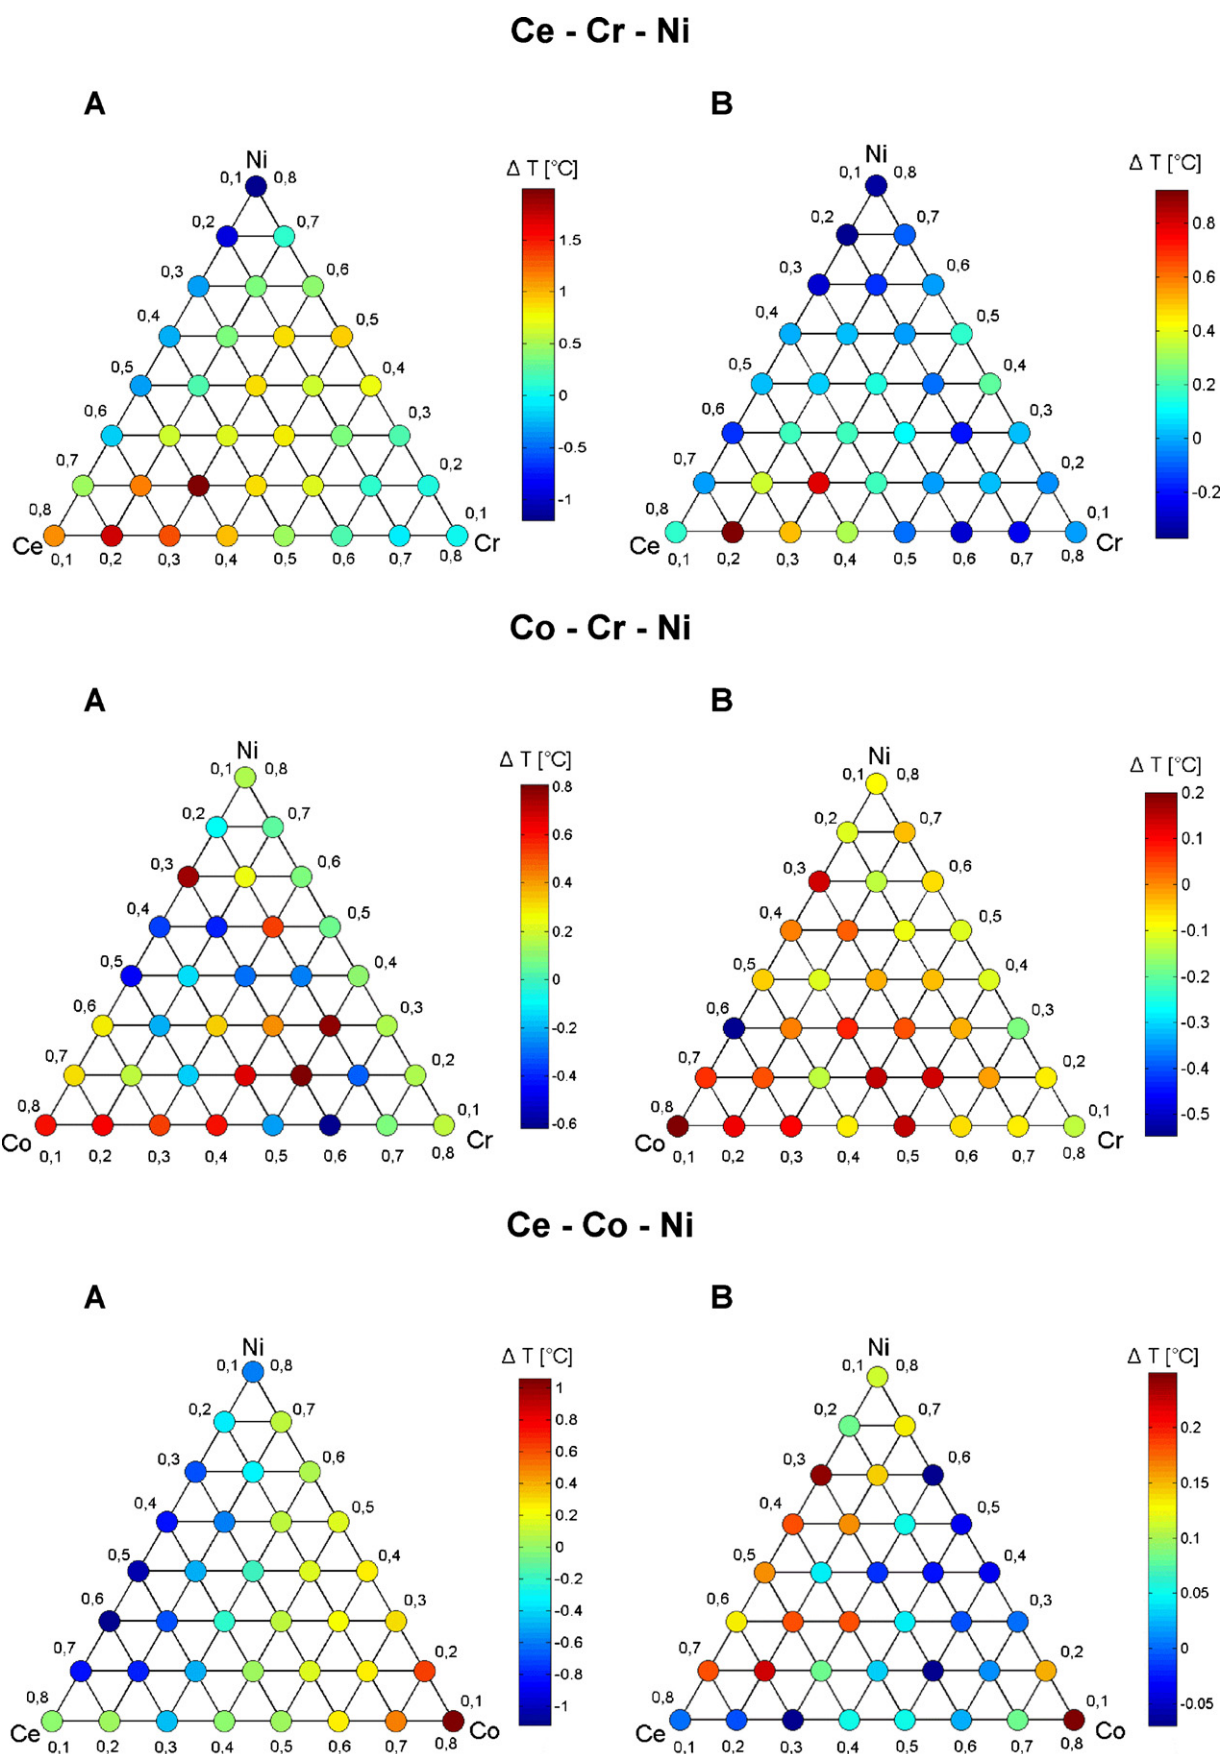 Ce - Cr - Ni
A
B
Ni
Δ T [°C]
0,1 0,8
0,2 0,7
0,3 0,6
0,4 0,5
0,5 0,4
0,6 0,3
0,7 0,2
0,8 0,1
Ce Cr
0,1 0,2 0,3 0,4 0,5 0,6 0,7 0,8
1.5
1
0.5
0
-0.5
-1
Ni
Δ T [°C]
0,1 0,8
0,2 0,7
0,3 0,6
0,4 0,5
0,5 0,4
0,6 0,3
0,7 0,2
0,8 0,1
Ce Cr
0,1 0,2 0,3 0,4 0,5 0,6 0,7 0,8
0.8
0.6
0.4
0.2
0
-0.2
Co - Cr - Ni
A
B
Ni
Δ T [°C]
0,1 0,8
0,2 0,7
0,3 0,6
0,4 0,5
0,5 0,4
0,6 0,3
0,7 0,2
0,8 0,1
Co Cr
0,1 0,2 0,3 0,4 0,5 0,6 0,7 0,8
0.8
0.6
0.4
0.2
0
-0.2
-0.4
-0.6
Ni
Δ T [°C]
0,1 0,8
0,2 0,7
0,3 0,6
0,4 0,5
0,5 0,4
0,6 0,3
0,7 0,2
0,8 0,1
Co Cr
0,1 0,2 0,3 0,4 0,5 0,6 0,7 0,8
0.2
0.1
0
-0.1
-0.2
-0.3
-0.4
-0.5
Ce - Co - Ni
A
B
Ni
Δ T [°C]
0,1 0,8
0,2 0,7
0,3 0,6
0,4 0,5
0,5 0,4
0,6 0,3
0,7 0,2
0,8 0,1
Ce Co
0,1 0,2 0,3 0,4 0,5 0,6 0,7 0,8
1
0.8
0.6
0.4
0.2
0
-0.2
-0.4
-0.6
-0.8
-1
Ni
Δ T [°C]
0,1 0,8
0,2 0,7
0,3 0,6
0,4 0,5
0,5 0,4
0,6 0,3
0,7 0,2
0,8 0,1
Ce Co
0,1 0,2 0,3 0,4 0,5 0,6 0,7 0,8
0.2
0.15
0.1
0.05
0
-0.05